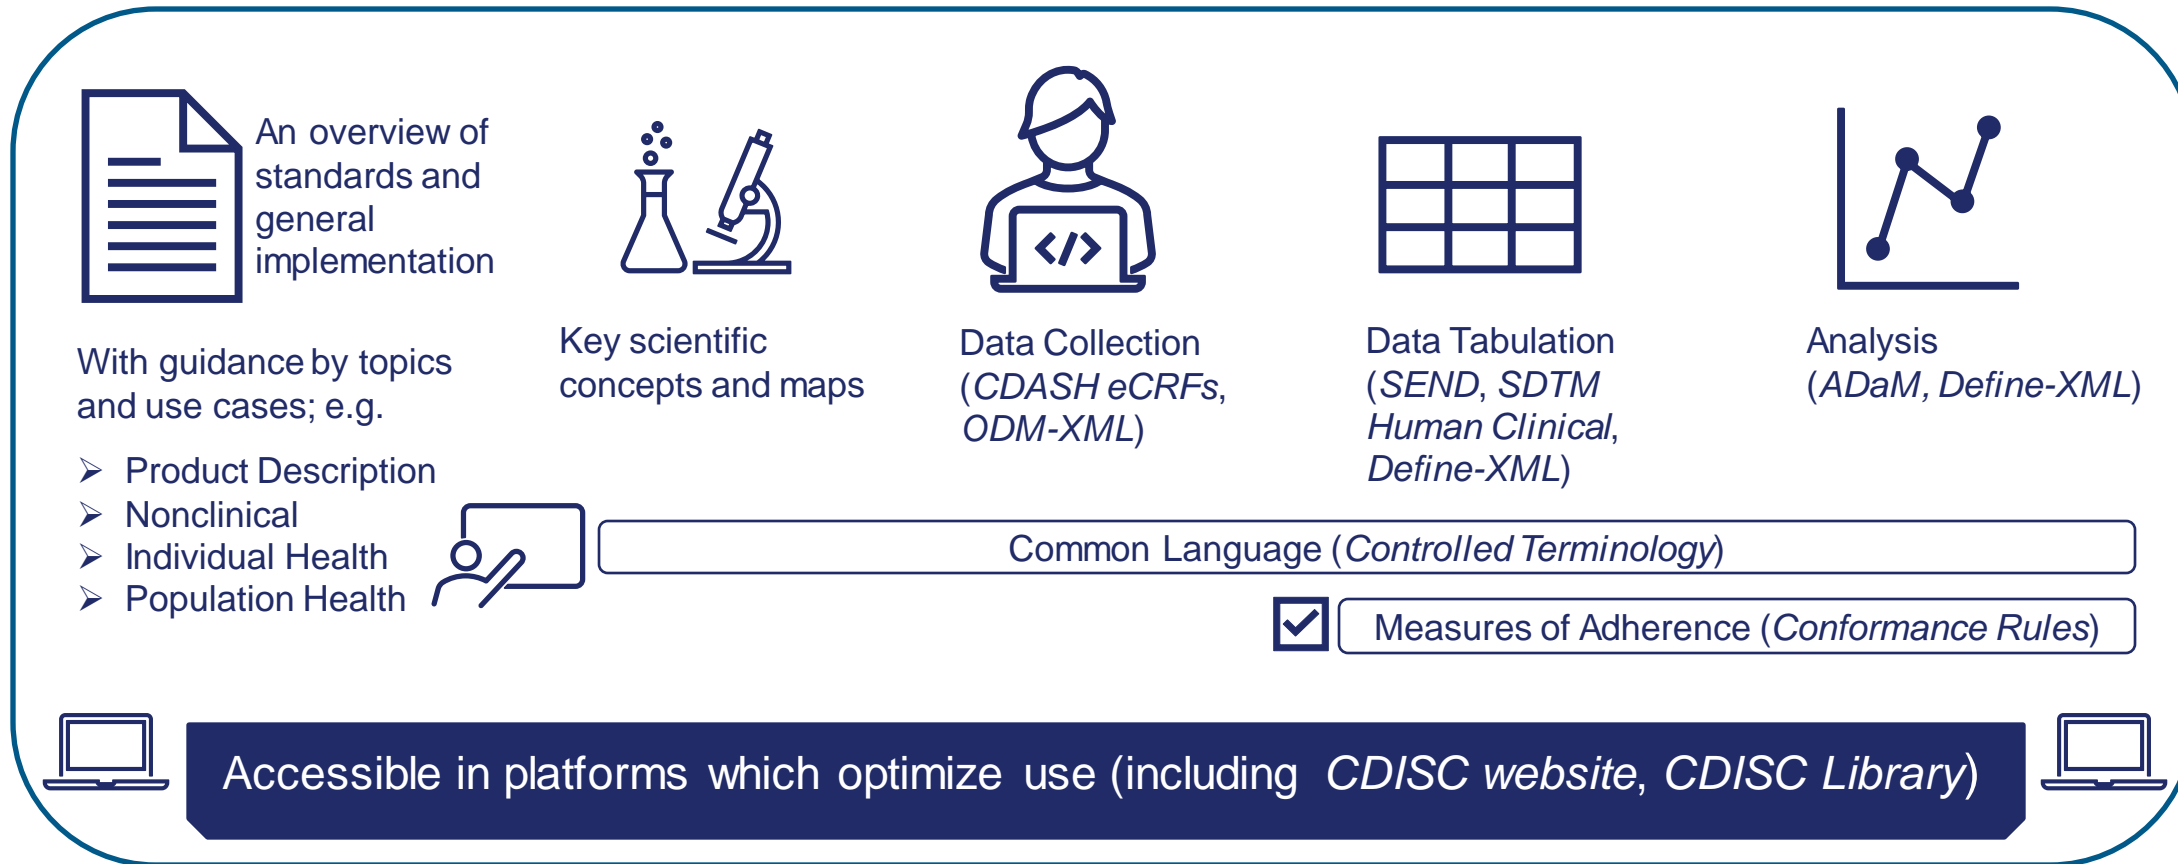 An overview of
standards and
general
implementation
With guidance by topics
and use cases; e.g.
➢ Product Description
➢ Nonclinical
➢ Individual Health
➢ Population Health
Key scientific
concepts and maps
</>
Data Collection
(CDASH eCRFs,
ODM-XML)
Data Tabulation
(SEND, SDTM
Human Clinical,
Define-XML)
Analysis
(ADaM, Define-XML)
Common Language (Controlled Terminology)
Measures of Adherence (Conformance Rules)
Accessible in platforms which optimize use (including CDISC website, CDISC Library)